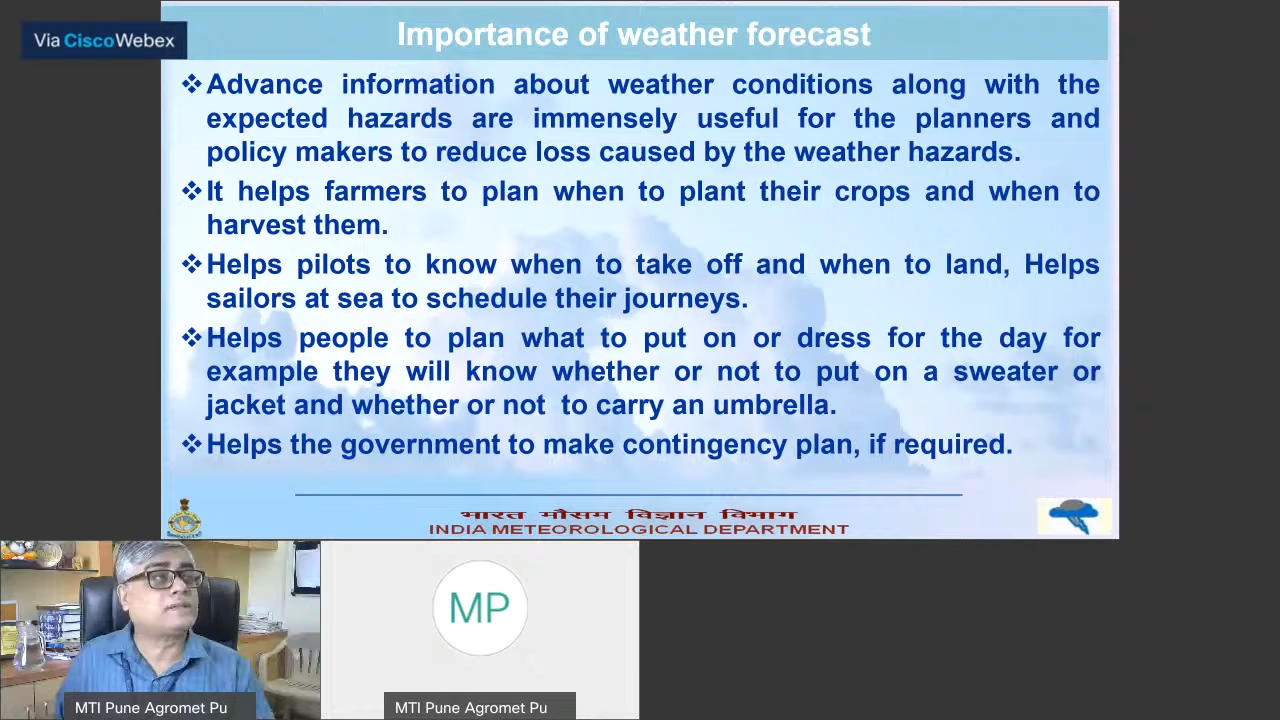 Via Cisco Webex
Importance of weather forecast
❖Advance information about weather conditions along with the
expected hazards are immensely useful for the planners and
policy makers to reduce loss caused by the weather hazards.
❖It helps farmers to plan when to plant their crops and when to
harvest them.
❖Helps pilots to know when to take off and when to land, Helps
sailors at sea to schedule their journeys.
❖Helps people to plan what to put on or dress for the day for
example they will know whether or not to put on a sweater or
jacket and whether or not to carry an umbrella.
❖Helps the government to make contingency plan, if required.
भारत मौसम विज्ञान विभाग
INDIA METEOROLOGICAL DEPARTMENT
MP
MTI Pune Agromet Pu
MTI Pune Agromet Pu